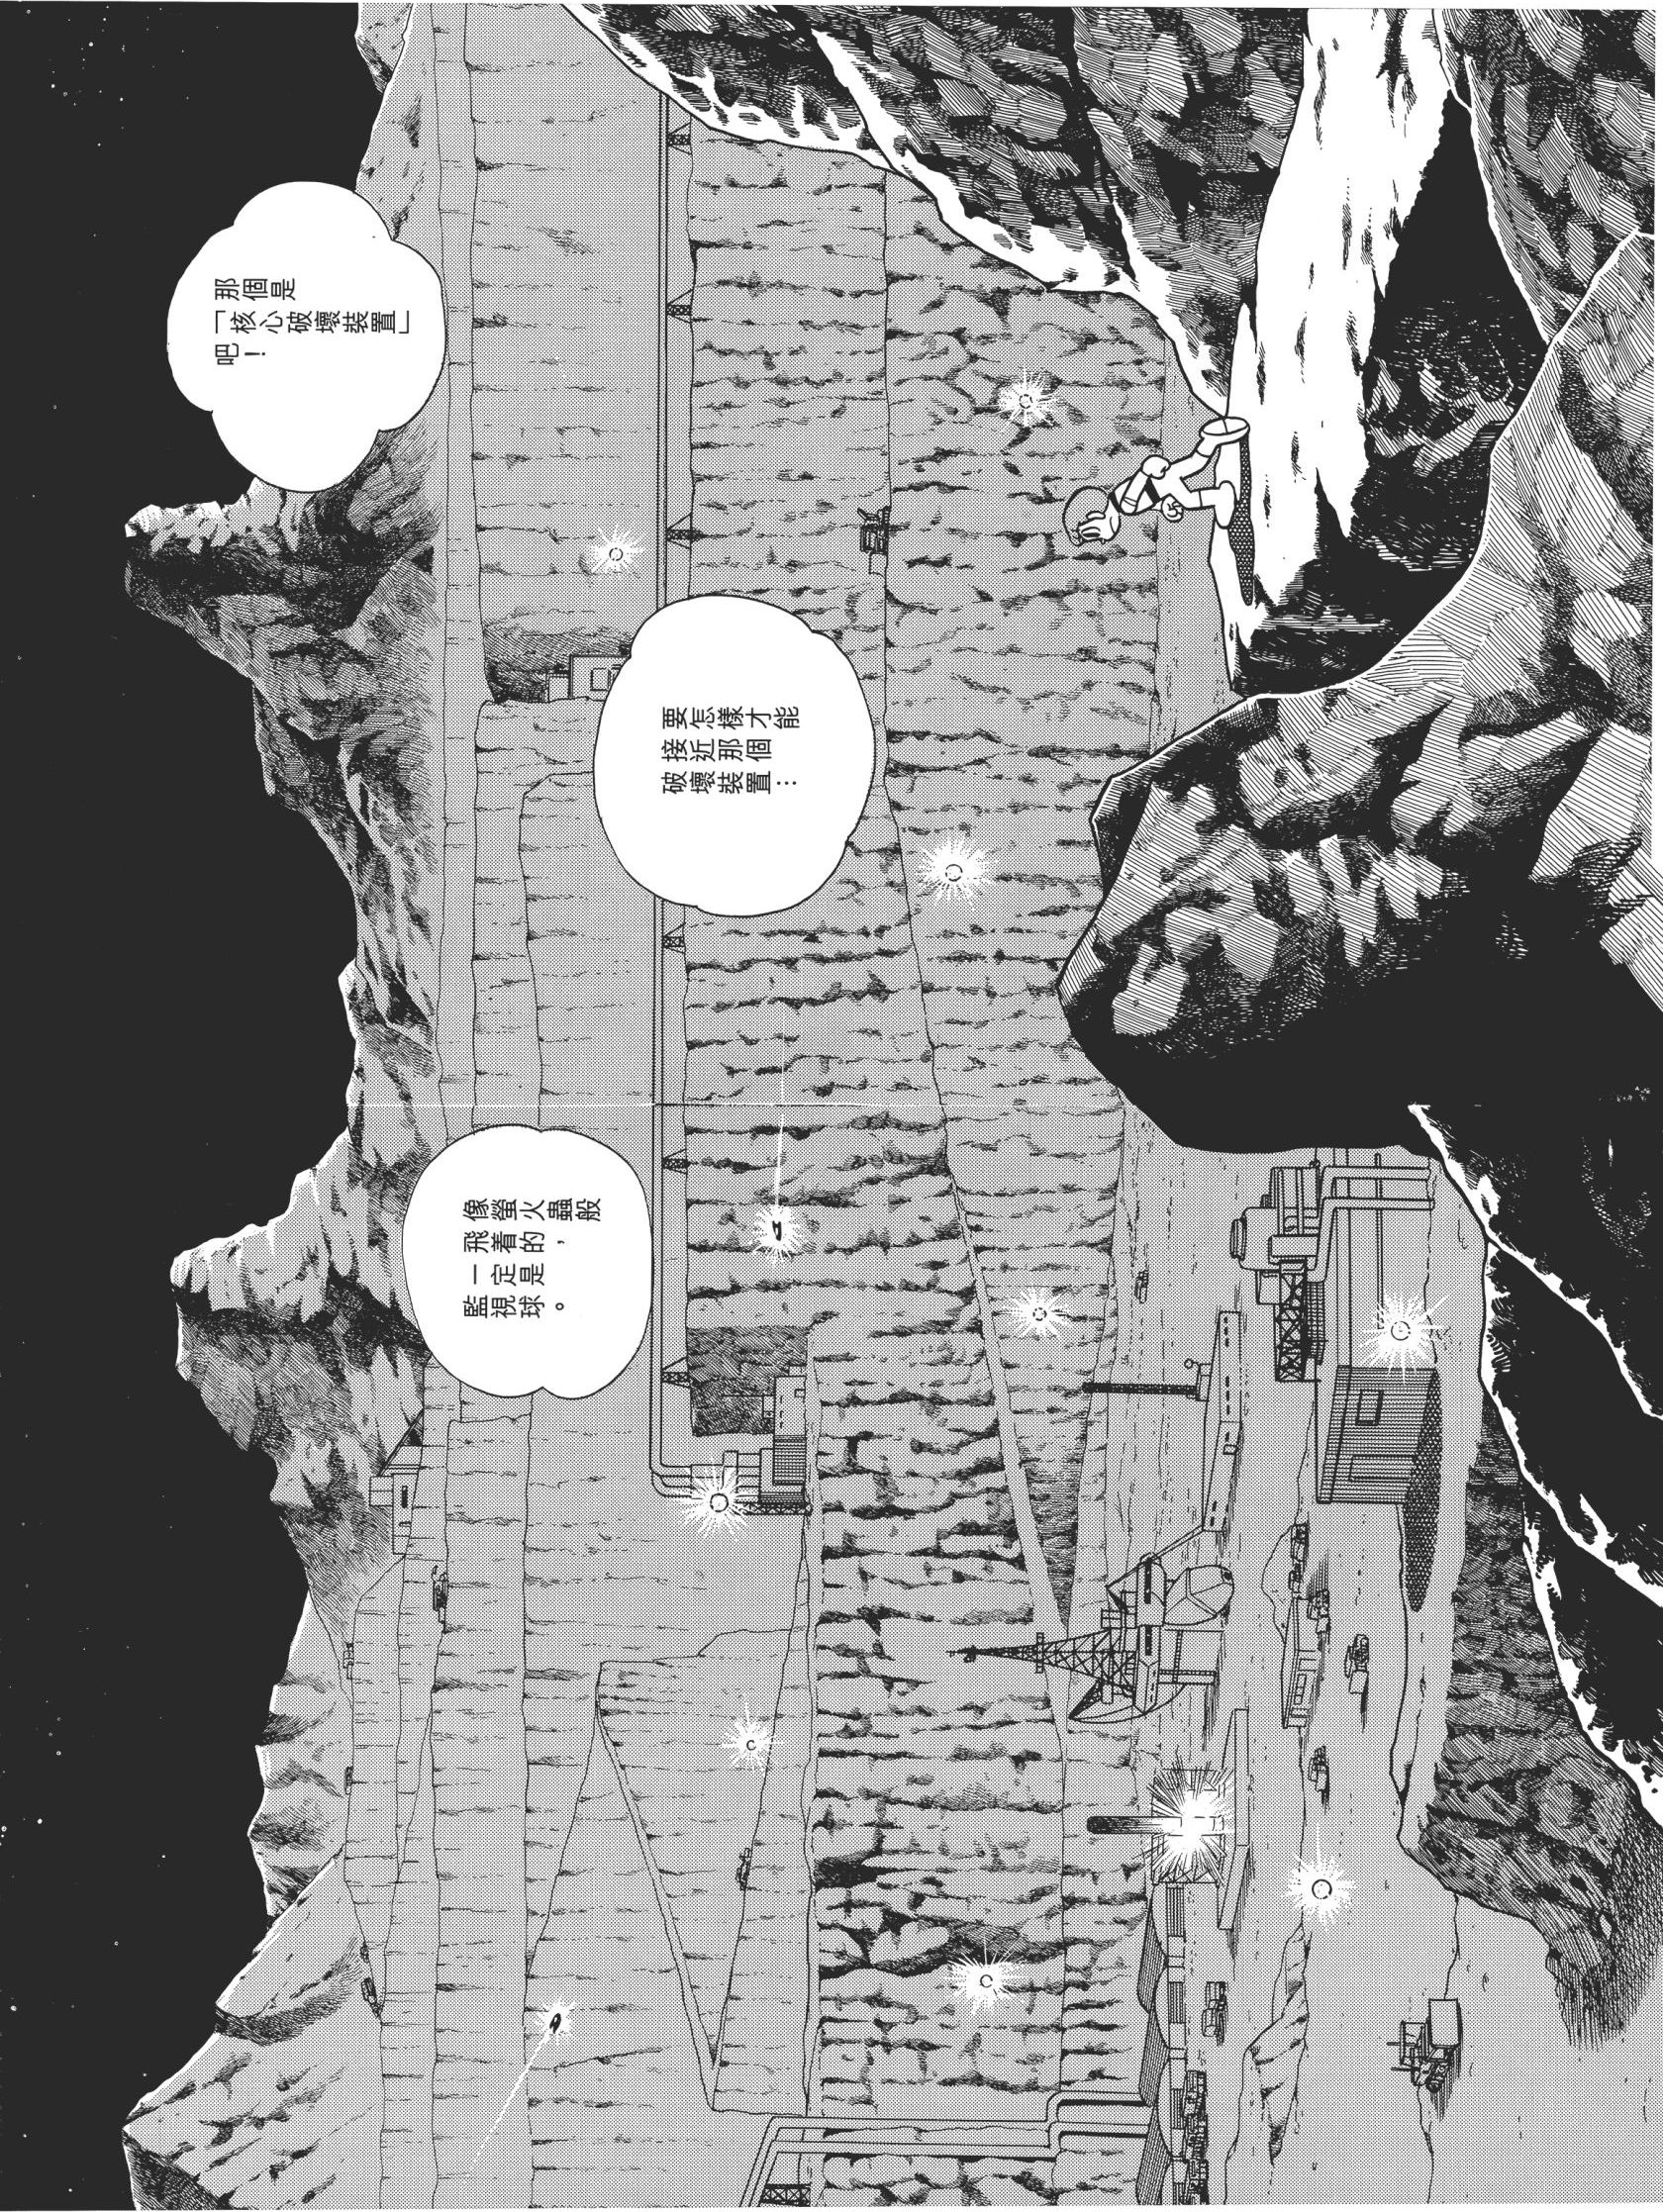 那個是
「核心破壞裝置」
吧！
要怎樣才能
接近那個
破壞裝置…
像螢火蟲般
飛着的，
一定是
監視球。